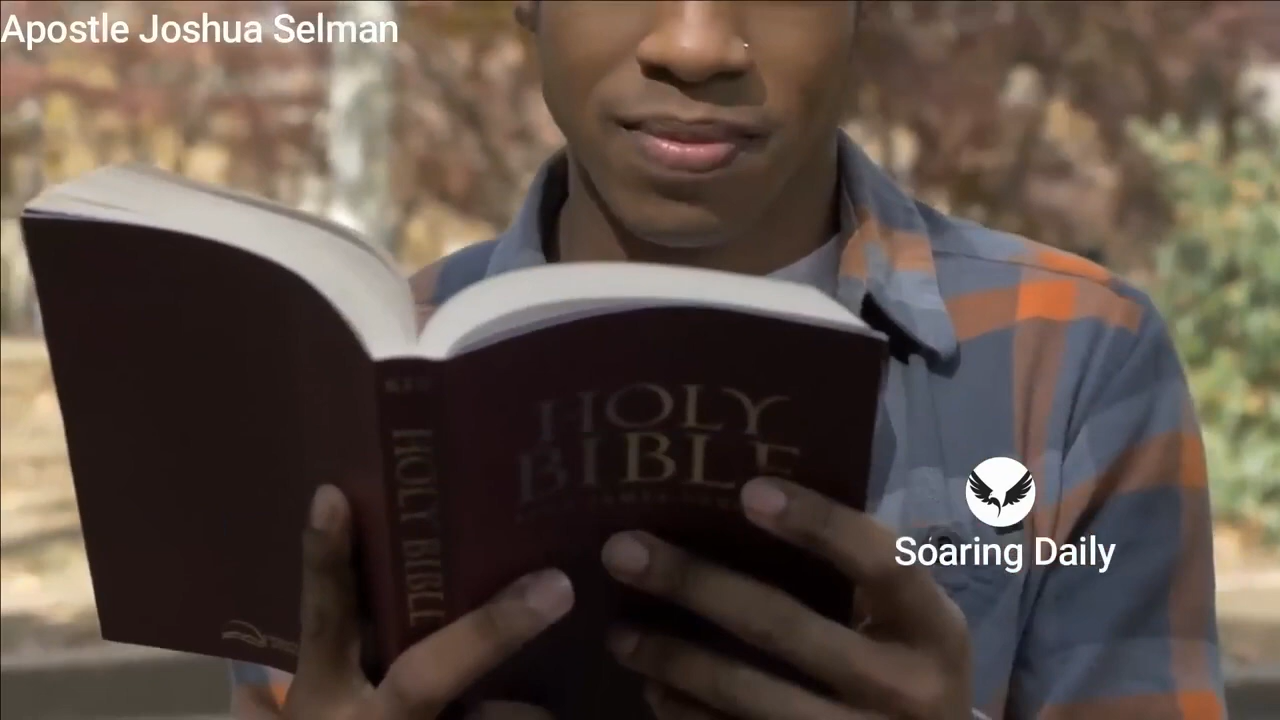 Apostle Joshua Selman
HOLY
BIBLE
HOLY BIBLE
Soaring Daily